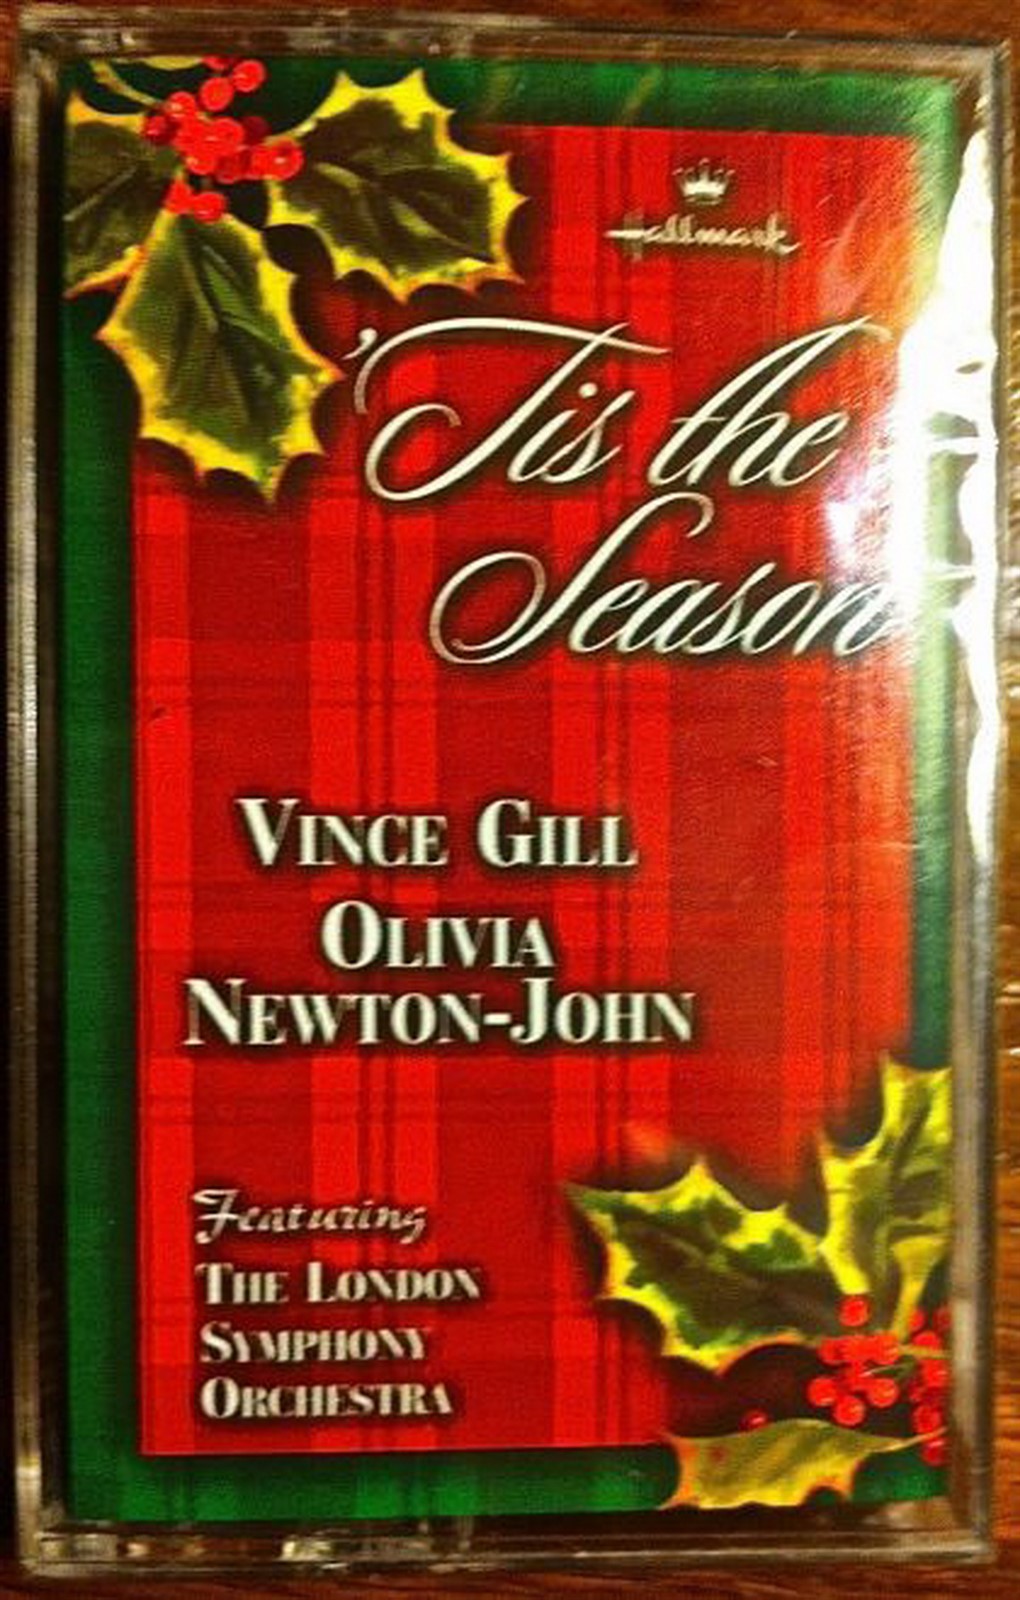 Hallmark
'Tis the
Season
VINCE GILL
OLIVIA
NEWTON-JOHN
Featuring
THE LONDON
SYMPHONY
ORCHESTRA